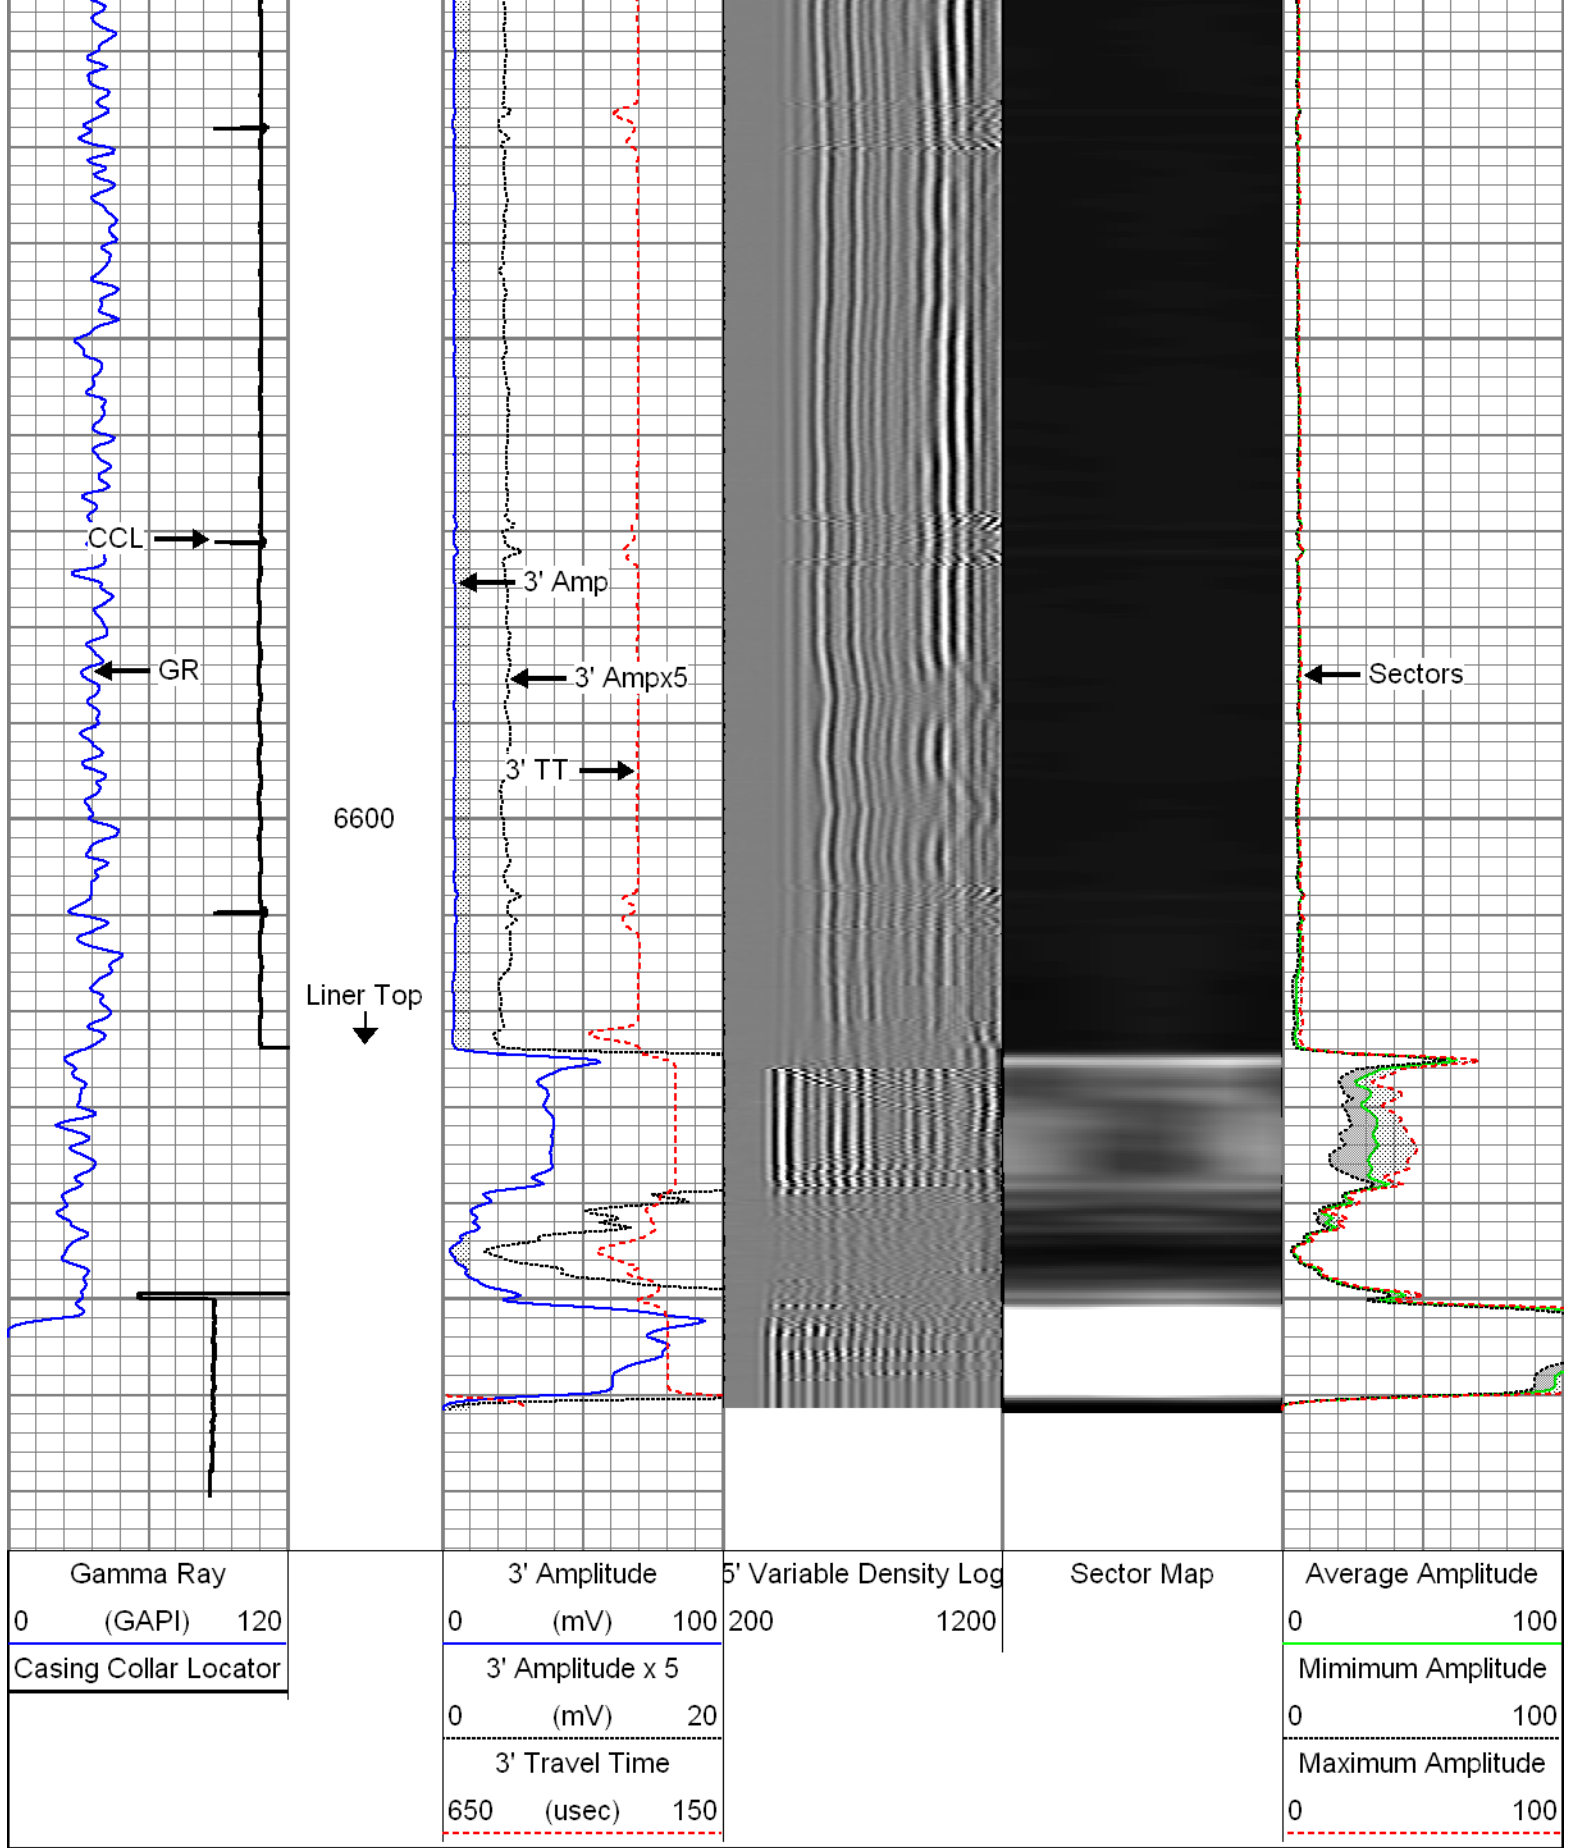 CCL
3' Amp
GR
3' Ampx5
Sectors
3' TT
6600
Liner Top
Gamma Ray
0 (GAPI) 120
Casing Collar Locator
3' Amplitude
0 (mV) 100
3' Amplitude x 5
0 (mV) 20
3' Travel Time
650 (usec) 150
5' Variable Density Log
200 1200
Sector Map
Average Amplitude
0 100
Mimimum Amplitude
0 100
Maximum Amplitude
0 100